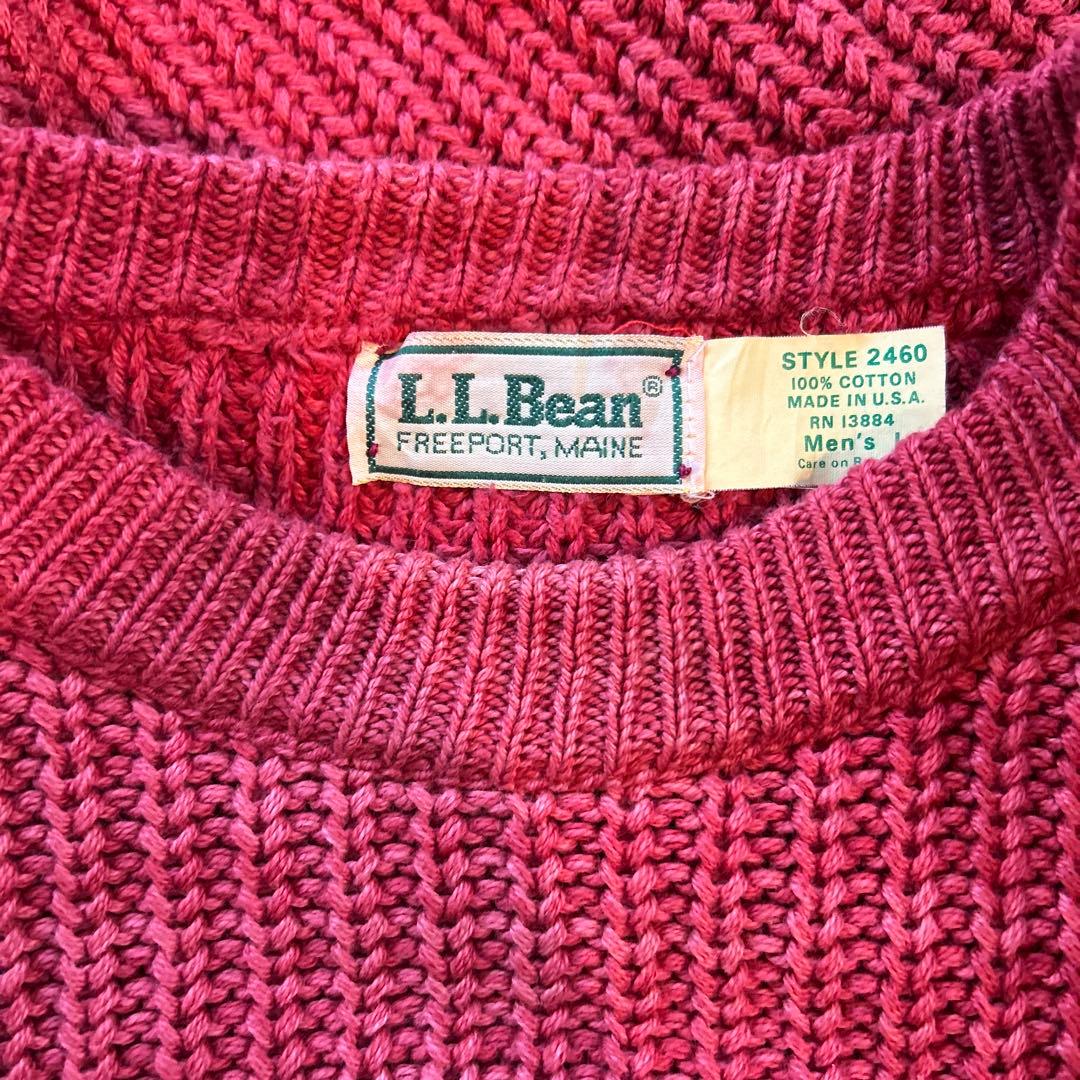 L.L.Bean®
FREEPORT, MAINE
STYLE 2460
100% COTTON
MADE IN U.S.A.
RN 13884
Men's
Care on